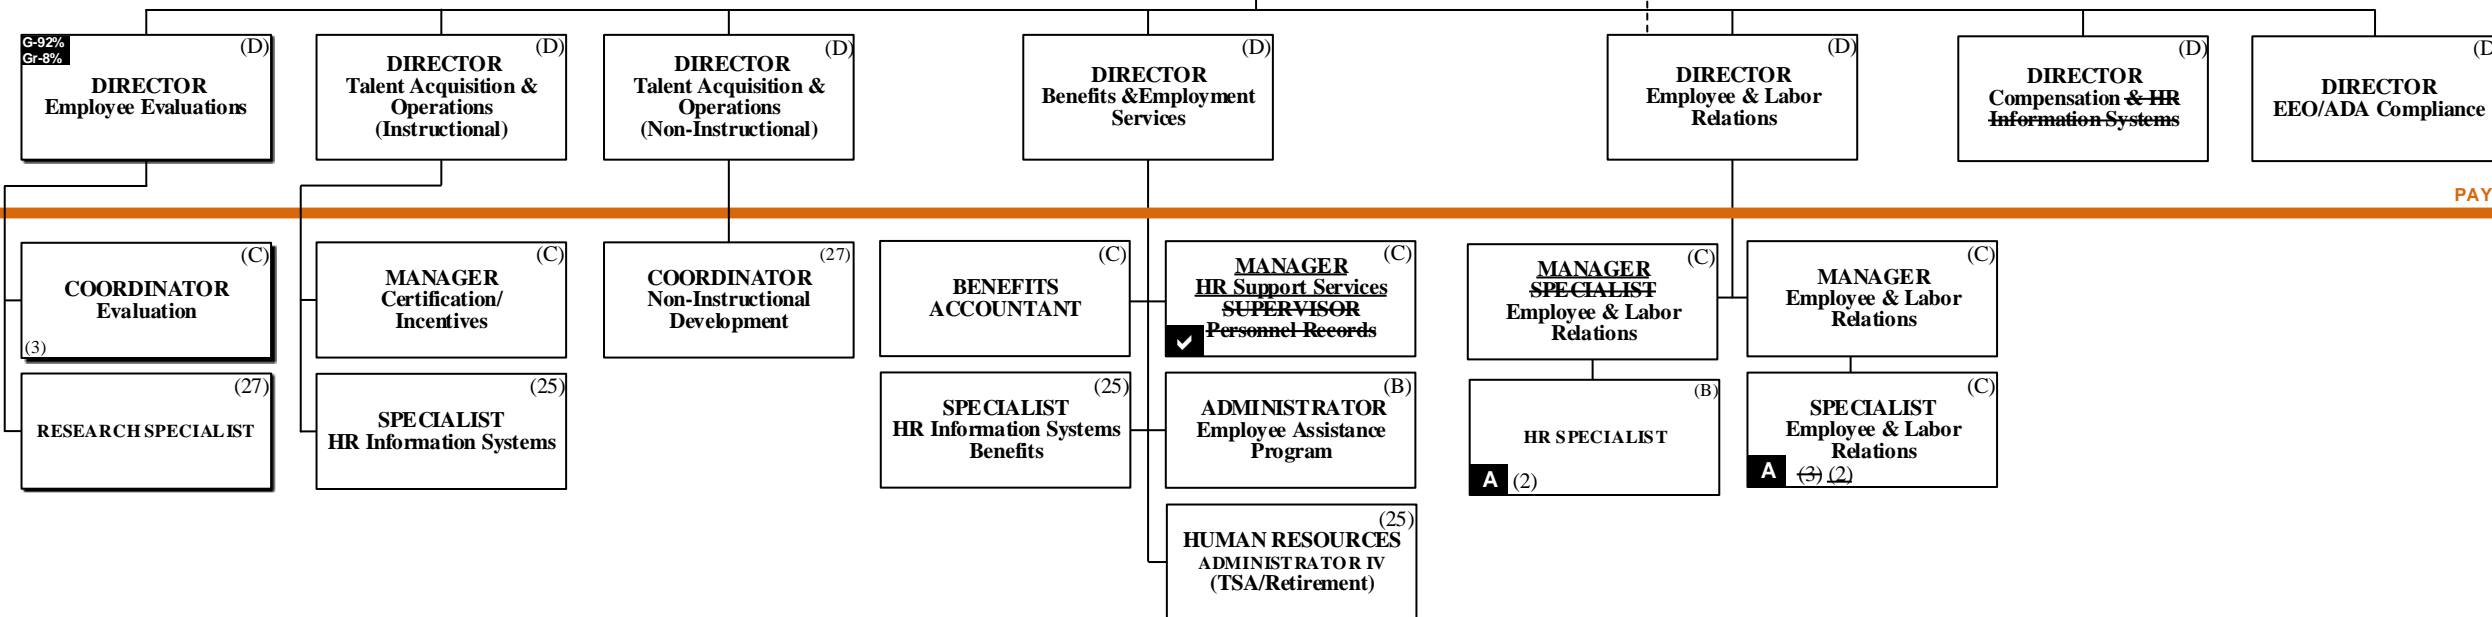 G-92%
Gr-8%
(D)
DIRECTOR
Employee Evaluations
(D)
DIRECTOR
Talent Acquisition &
Operations
(Instructional)
(D)
DIRECTOR
Talent Acquisition &
Operations
(Non-Instructional)
(D)
DIRECTOR
Benefits &Employment
Services
(D)
DIRECTOR
Employee & Labor
Relations
(D)
DIRECTOR
Compensation & HR
Information Systems
(D
DIRECTOR
EEO/ADA Compliance
PAY
(C)
COORDINATOR
Evaluation
(3)
(C)
MANAGER
Certification/
Incentives
(27)
COORDINATOR
Non-Instructional
Development
(C)
BENEFITS
ACCOUNTANT
(C)
MANAGER
HR Support Services
SUPERVISOR
Personnel Records
(C)
MANAGER
SPECIALIST
Employee & Labor
Relations
(C)
MANAGER
Employee & Labor
Relations
(27)
RESEARCH SPECIALIST
(25)
SPECIALIST
HR Information Systems
(25)
SPECIALIST
HR Information Systems
Benefits
(B)
ADMINISTRATOR
Employee Assistance
Program
(B)
HR SPECIALIST
A (2)
(C)
SPECIALIST
Employee & Labor
Relations
A (3) (2)
(25)
HUMAN RESOURCES
ADMINISTRATOR IV
(TSA/Retirement)